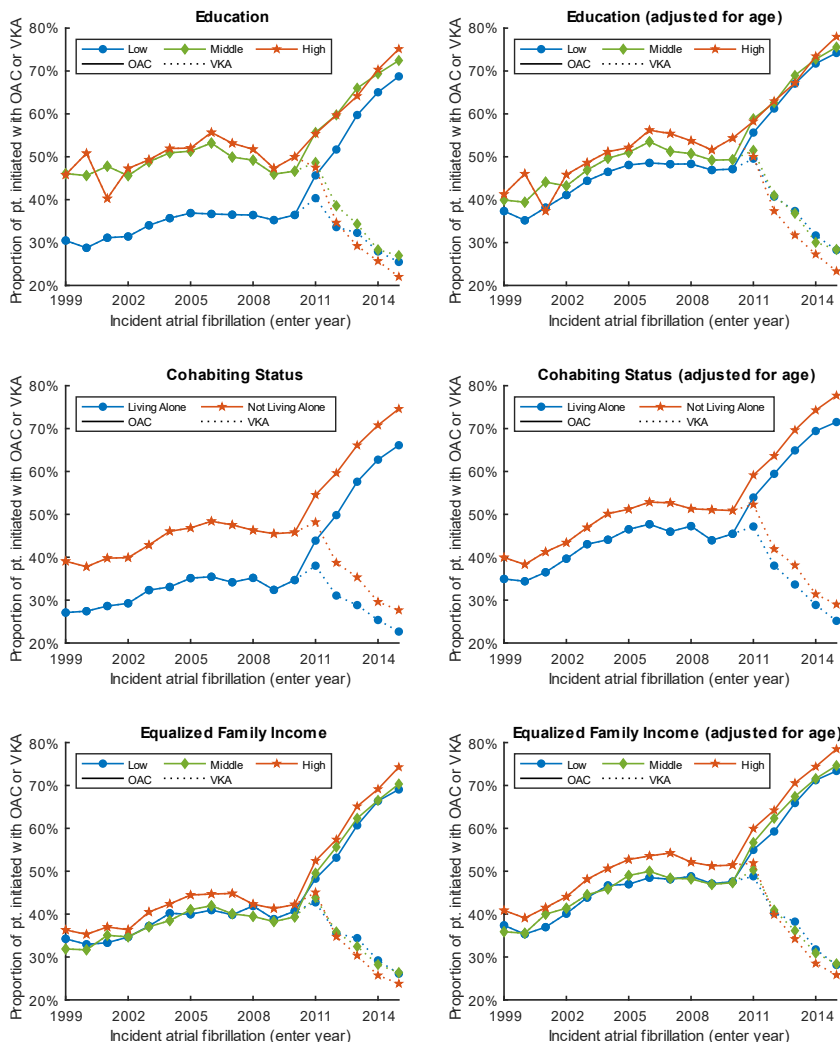 Education
Proportion of pt. initiated with OAC or VKA
80%
70%
60%
50%
40%
30%
20%
Low Middle High
OAC VKA
1999 2002 2005 2008 2011 2014
Incident atrial fibrillation (enter year)
Education (adjusted for age)
Proportion of pt. initiated with OAC or VKA
80%
70%
60%
50%
40%
30%
20%
Low Middle High
OAC VKA
1999 2002 2005 2008 2011 2014
Incident atrial fibrillation (enter year)
Cohabiting Status
Proportion of pt. initiated with OAC or VKA
80%
70%
60%
50%
40%
30%
20%
Living Alone Not Living Alone
OAC VKA
1999 2002 2005 2008 2011 2014
Incident atrial fibrillation (enter year)
Cohabiting Status (adjusted for age)
Proportion of pt. initiated with OAC or VKA
80%
70%
60%
50%
40%
30%
20%
Living Alone Not Living Alone
OAC VKA
1999 2002 2005 2008 2011 2014
Incident atrial fibrillation (enter year)
Equalized Family Income
Proportion of pt. initiated with OAC or VKA
80%
70%
60%
50%
40%
30%
20%
Low Middle High
OAC VKA
1999 2002 2005 2008 2011 2014
Incident atrial fibrillation (enter year)
Equalized Family Income (adjusted for age)
Proportion of pt. initiated with OAC or VKA
80%
70%
60%
50%
40%
30%
20%
Low Middle High
OAC VKA
1999 2002 2005 2008 2011 2014
Incident atrial fibrillation (enter year)